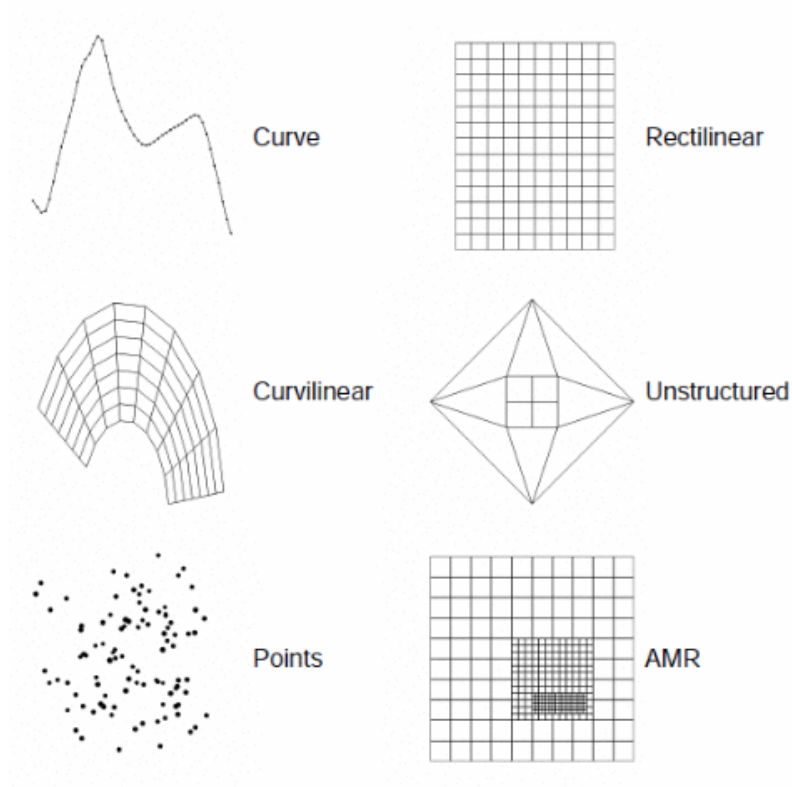 Curve
Rectilinear
Curvilinear
Unstructured
Points
AMR